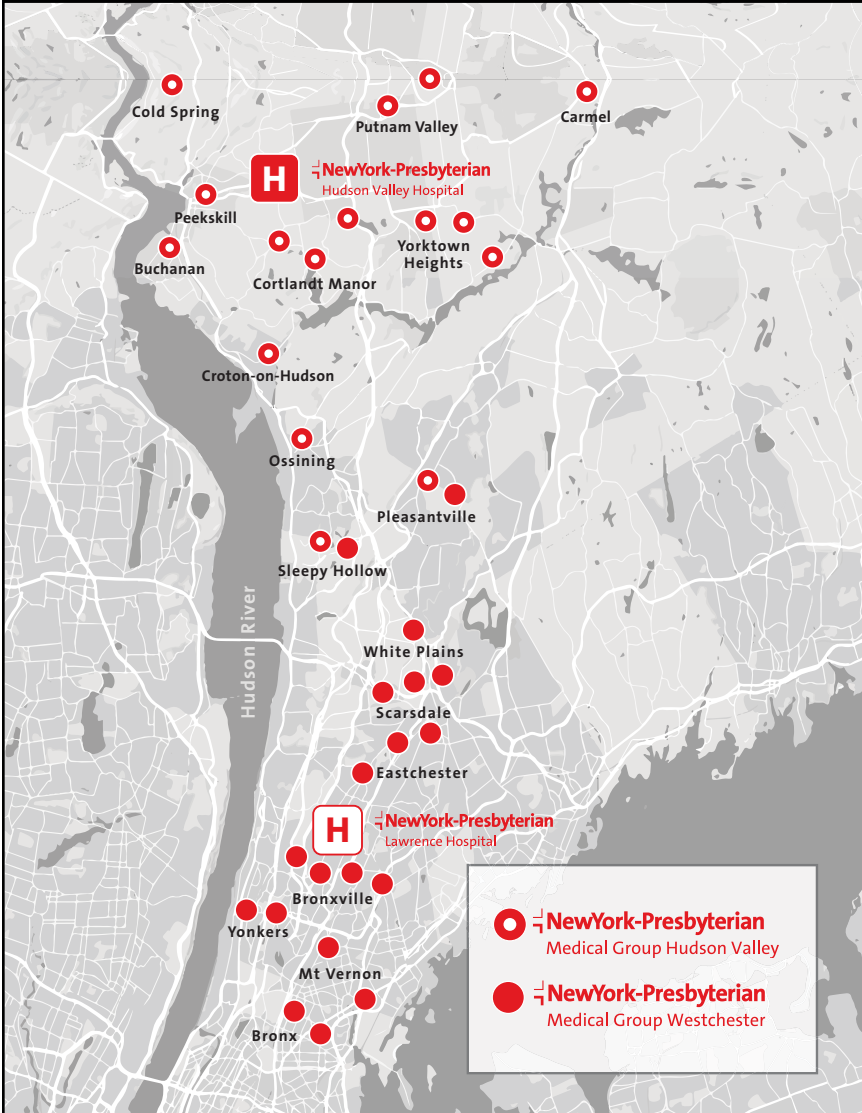 Cold Spring
Putnam Valley
Carmel
H
NewYork-Presbyterian
Hudson Valley Hospital
Peekskill
Buchanan
Yorktown
Heights
Cortlandt Manor
Croton-on-Hudson
Ossining
Pleasantville
Sleepy Hollow
Hudson River
White Plains
Scarsdale
Eastchester
H
NewYork-Presbyterian
Lawrence Hospital
Bronxville
Yonkers
Mt Vernon
Bronx
NewYork-Presbyterian
Medical Group Hudson Valley
NewYork-Presbyterian
Medical Group Westchester